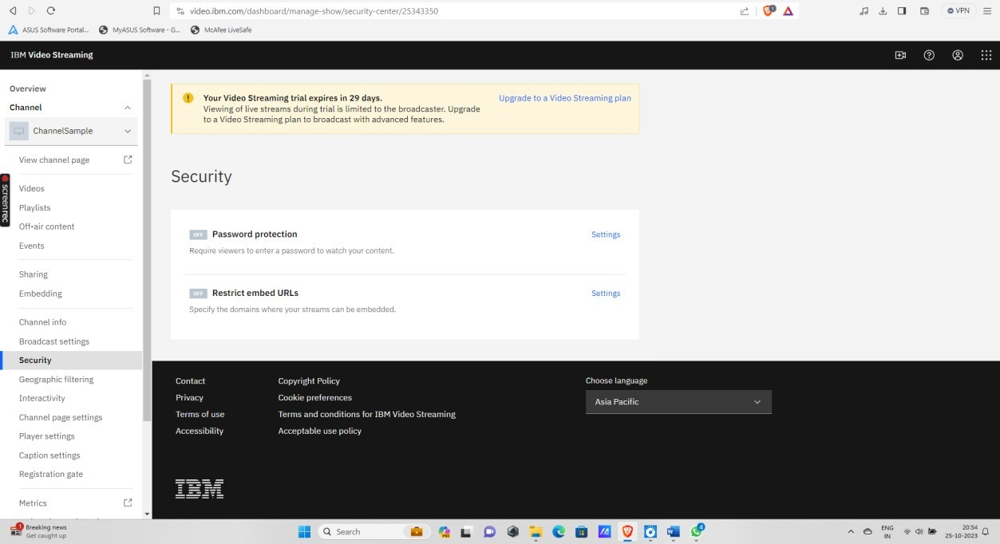 video.ibm.com/dashboard/manage-show/security-center/25343350
1
VPN
ASUS Software Portal...
MyASUS Software - G...
McAfee LiveSafe
IBM Video Streaming
Overview
Channel
ChannelSample
View channel page
Videos
Playlists
Off-air content
Events
Sharing
Embedding
Channel info
Broadcast settings
Security
Geographic filtering
Interactivity
Channel page settings
Player settings
Caption settings
Registration gate
Metrics
screenrec
Your Video Streaming trial expires in 29 days.
Viewing of live streams during trial is limited to the broadcaster. Upgrade
to a Video Streaming plan to broadcast with advanced features.
Upgrade to a Video Streaming plan
Security
OFF Password protection
Settings
Require viewers to enter a password to watch your content.
OFF Restrict embed URLs
Settings
Specify the domains where your streams can be embedded.
Contact
Privacy
Terms of use
Accessibility
Copyright Policy
Cookie preferences
Terms and conditions for IBM Video Streaming
Acceptable use policy
Choose language
Asia Pacific
IBM
1
Breaking news
Get caught up
Search
4
ENG
IN
20:54
25-10-2023